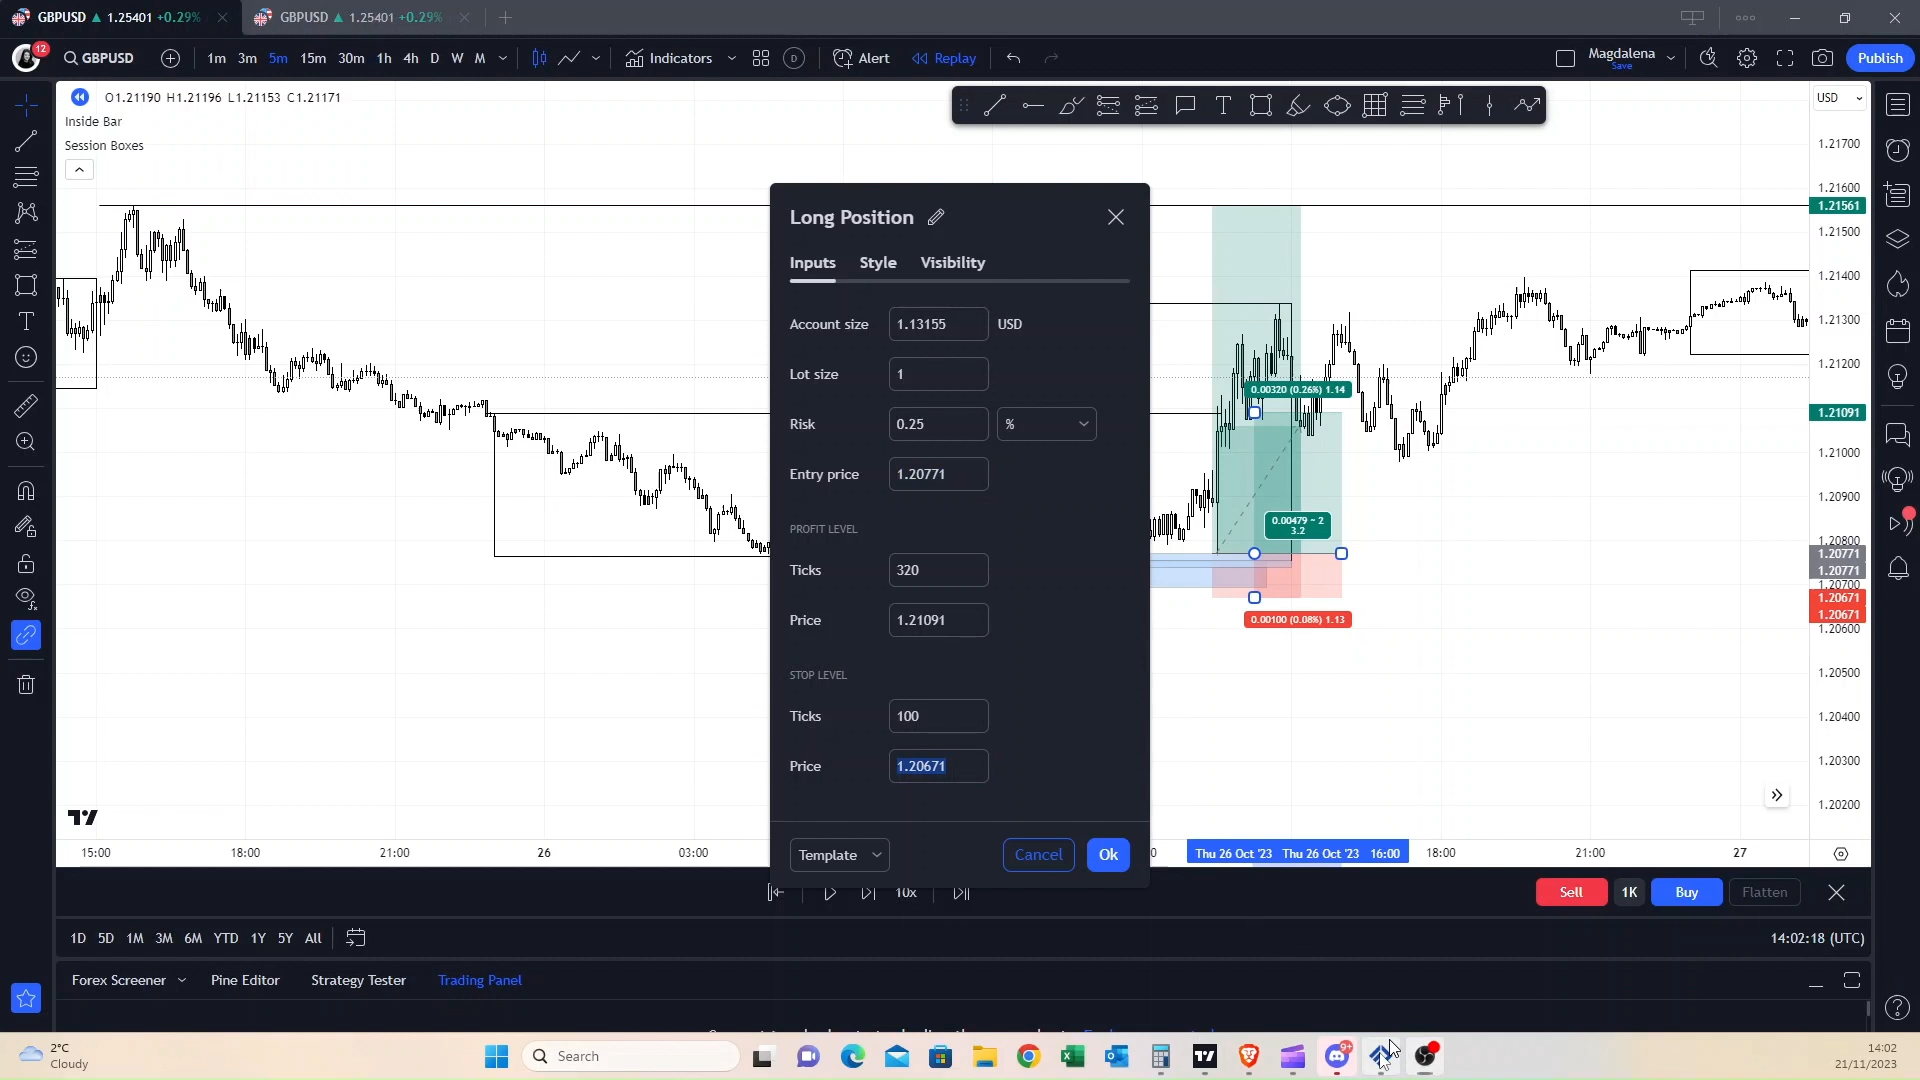 GBPUSD ▲ 1.25401 +0.29%
GBPUSD ▲ 1.25401 +0.29%
12
GBPUSD
1m 3m 5m 15m 30m 1h 4h D W M
Indicators
D
Alert
Replay
Magdalena
Save
Publish
O1.21190 H1.21196 L1.21153 C1.21171
Inside Bar
Session Boxes
USD
1.21700
1.21600
1.21561
1.21500
1.21400
1.21300
1.21200
1.21091
1.21000
1.20900
1.20800
1.20771
1.20771
1.20700
1.20671
1.20671
1.20600
1.20500
1.20400
1.20300
1.20200
Long Position
Inputs Style Visibility
Account size 1.13155 USD
Lot size 1
Risk 0.25 %
Entry price 1.20771
PROFIT LEVEL
Ticks 320
Price 1.21091
STOP LEVEL
Ticks 100
Price 1.20671
Template Cancel Ok
0.00320 (0.26%) 1.14
0.00479 ~ 2
3.2
0.00100 (0.08%) 1.13
15:00 18:00 21:00 26 03:00 Thu 26 Oct '23 Thu 26 Oct '23 16:00 18:00 21:00 27
10x
Sell 1K Buy Flatten
1D 5D 1M 3M 6M YTD 1Y 5Y All
14:02:18 (UTC)
Forex Screener Pine Editor Strategy Tester Trading Panel
2°C
Cloudy
Search
9+
14:02
21/11/2023